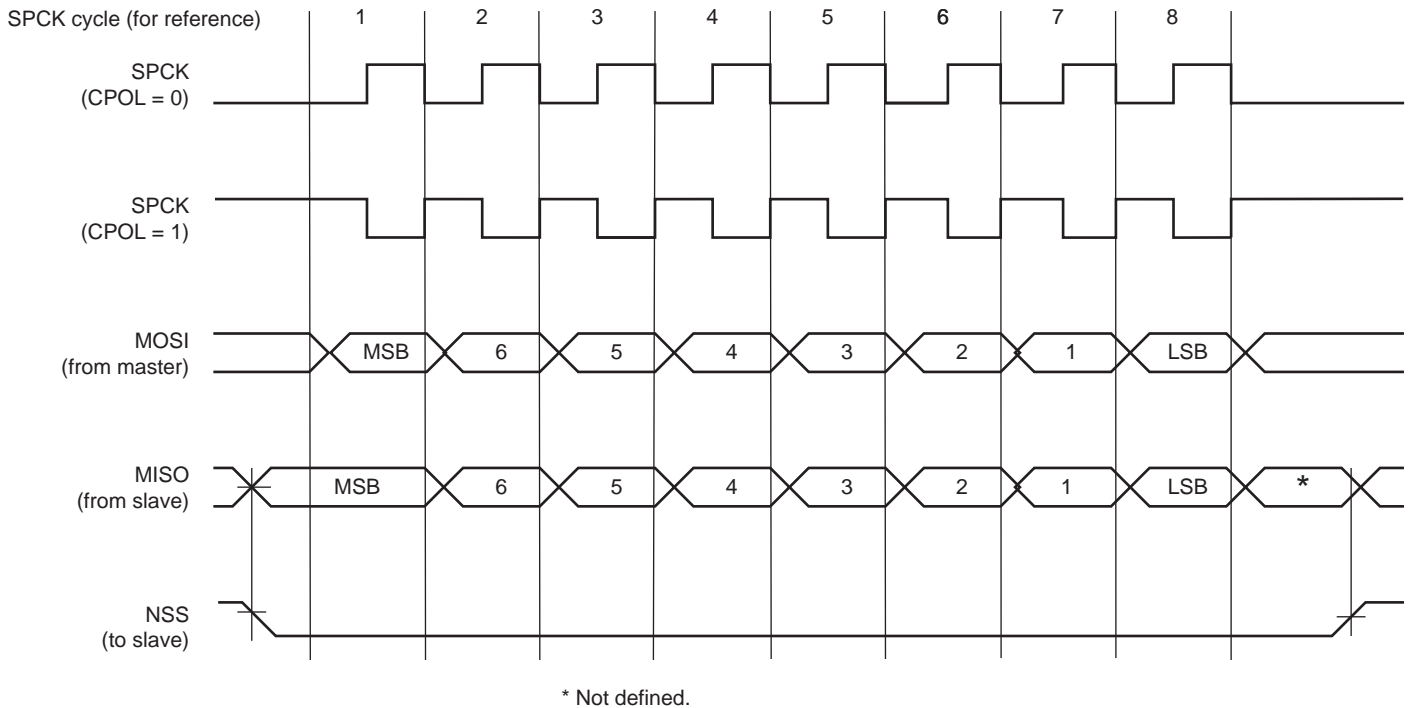 SPCK cycle (for reference) 1 2 3 4 5 6 7 8
SPCK
(CPOL = 0)
SPCK
(CPOL = 1)
MOSI
(from master)
MSB 6 5 4 3 2 1 LSB
MISO
(from slave)
MSB 6 5 4 3 2 1 LSB *
NSS
(to slave)
* Not defined.